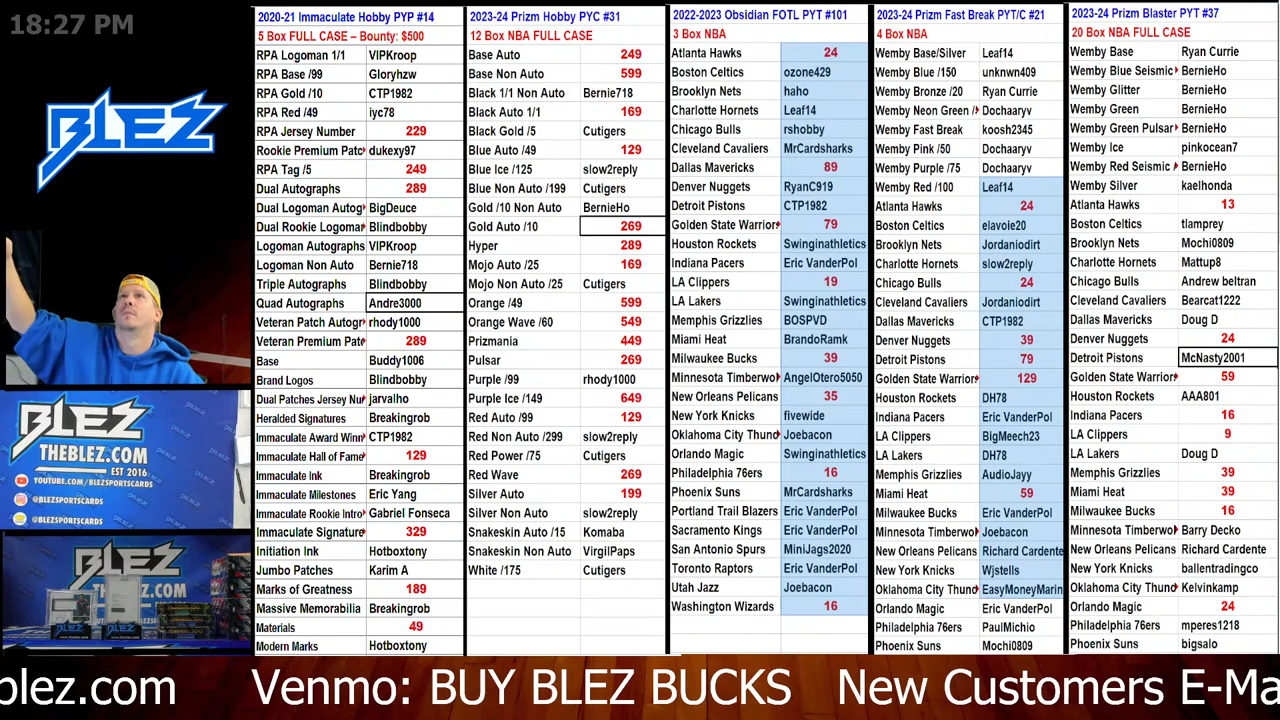 18:27 PM
BLEZ
BLEZ
THEBLEZ.COM
EST 2016
YOUTUBE.COM/BLEZSPORTSCARDS
@BLEZSPORTSCARDS
@BLEZSPORTSCARDS
BLEZ
2020-21 Immaculate Hobby PYP #14
5 Box FULL CASE – Bounty: $500
RPA Logoman 1/1 VIPKroop
RPA Base /99 Gloryhzw
RPA Gold /10 CTP1982
RPA Red /49 iyc78
RPA Jersey Number 229
Rookie Premium Patc dukexy97
RPA Tag /5 249
Dual Autographs 289
Dual Logoman Autog BigDeuce
Dual Rookie Logoma Blindbobby
Logoman Autographs VIPKroop
Logoman Non Auto Bernie718
Triple Autographs Blindbobby
Quad Autographs Andre3000
Veteran Patch Autogr rhody1000
Veteran Premium Pat 289
Base Buddy1006
Brand Logos Blindbobby
Dual Patches Jersey Nu jarvalho
Heralded Signatures Breakingrob
Immaculate Award Winn CTP1982
Immaculate Hall of Fame 129
Immaculate Ink Breakingrob
Immaculate Milestones Eric Yang
Immaculate Rookie Intro Gabriel Fonseca
Immaculate Signature 329
Initiation Ink Hotboxtony
Jumbo Patches Karim A
Marks of Greatness 189
Massive Memorabilia Breakingrob
Materials 49
Modern Marks Hotboxtony
2023-24 Prizm Hobby PYC #31
12 Box NBA FULL CASE
Base Auto 249
Base Non Auto 599
Black 1/1 Non Auto Bernie718
Black Auto 1/1 169
Black Gold /5 Cutigers
Blue Auto /49 129
Blue Ice /125 slow2reply
Blue Non Auto /199 Cutigers
Gold /10 Non Auto BernieHo
Gold Auto /10 269
Hyper 289
Mojo Auto /25 169
Mojo Non Auto /25 Cutigers
Orange /49 599
Orange Wave /60 549
Prizmania 449
Pulsar 269
Purple /99 rhody1000
Purple Ice /149 649
Red Auto /99 129
Red Non Auto /299 slow2reply
Red Power /75 Cutigers
Red Wave 269
Silver Auto 199
Silver Non Auto slow2reply
Snakeskin Auto /15 Komaba
Snakeskin Non Auto VirgilPaps
White /175 Cutigers
2022-2023 Obsidian FOTL PYT #101
3 Box NBA
Atlanta Hawks 24
Boston Celtics ozone429
Brooklyn Nets haho
Charlotte Hornets Leaf14
Chicago Bulls rshobby
Cleveland Cavaliers MrCardsharks
Dallas Mavericks 89
Denver Nuggets RyanC919
Detroit Pistons CTP1982
Golden State Warrior 79
Houston Rockets Swinginathletics
Indiana Pacers Eric VanderPol
LA Clippers 19
LA Lakers Swinginathletics
Memphis Grizzlies BOSPVD
Miami Heat BrandoRamk
Milwaukee Bucks 39
Minnesota Timberwo AngelOtero5050
New Orleans Pelicans 35
New York Knicks fivewide
Oklahoma City Thund Joebacon
Orlando Magic Swinginathletics
Philadelphia 76ers 16
Phoenix Suns MrCardsharks
Portland Trail Blazers Eric VanderPol
Sacramento Kings Eric VanderPol
San Antonio Spurs MiniJags2020
Toronto Raptors Eric VanderPol
Utah Jazz Joebacon
Washington Wizards 16
2023-24 Prizm Fast Break PYT/C #21
4 Box NBA
Wemby Base/Silver Leaf14
Wemby Blue /150 unknwn409
Wemby Bronze /20 Ryan Currie
Wemby Neon Green / Dochaaryv
Wemby Fast Break koosh2345
Wemby Pink /50 Dochaaryv
Wemby Purple /75 Dochaaryv
Wemby Red /100 Leaf14
Atlanta Hawks 24
Boston Celtics elavoie20
Brooklyn Nets Jordaniodirt
Charlotte Hornets slow2reply
Chicago Bulls 24
Cleveland Cavaliers Jordaniodirt
Dallas Mavericks CTP1982
Denver Nuggets 39
Detroit Pistons 79
Golden State Warrior 129
Houston Rockets DH78
Indiana Pacers Eric VanderPol
LA Clippers BigMeech23
LA Lakers DH78
Memphis Grizzlies AudioJayy
Miami Heat 59
Milwaukee Bucks Eric VanderPol
Minnesota Timberwo Joebacon
New Orleans Pelicans Richard Cardente
New York Knicks Wjstells
Oklahoma City Thund EasyMoneyMarin
Orlando Magic Eric VanderPol
Philadelphia 76ers PaulMichio
Phoenix Suns Mochi0809
2023-24 Prizm Blaster PYT #37
20 Box NBA FULL CASE
Wemby Base Ryan Currie
Wemby Blue Seismic BernieHo
Wemby Glitter BernieHo
Wemby Green BernieHo
Wemby Green Pulsar BernieHo
Wemby Ice pinkocean7
Wemby Red Seismic BernieHo
Wemby Silver kaelhonda
Atlanta Hawks 13
Boston Celtics tlamprey
Brooklyn Nets Mochi0809
Charlotte Hornets Mattup8
Chicago Bulls Andrew beltran
Cleveland Cavaliers Bearcat1222
Dallas Mavericks Doug D
Denver Nuggets 24
Detroit Pistons McNasty2001
Golden State Warrior 59
Houston Rockets AAA801
Indiana Pacers 16
LA Clippers 9
LA Lakers Doug D
Memphis Grizzlies 39
Miami Heat 39
Milwaukee Bucks 16
Minnesota Timberwo Barry Decko
New Orleans Pelicans Richard Cardente
New York Knicks ballentradingco
Oklahoma City Thund Kelvinkamp
Orlando Magic 24
Philadelphia 76ers mperes1218
Phoenix Suns bigsalo
blez.com Venmo: BUY BLEZ BUCKS New Customers E-Ma